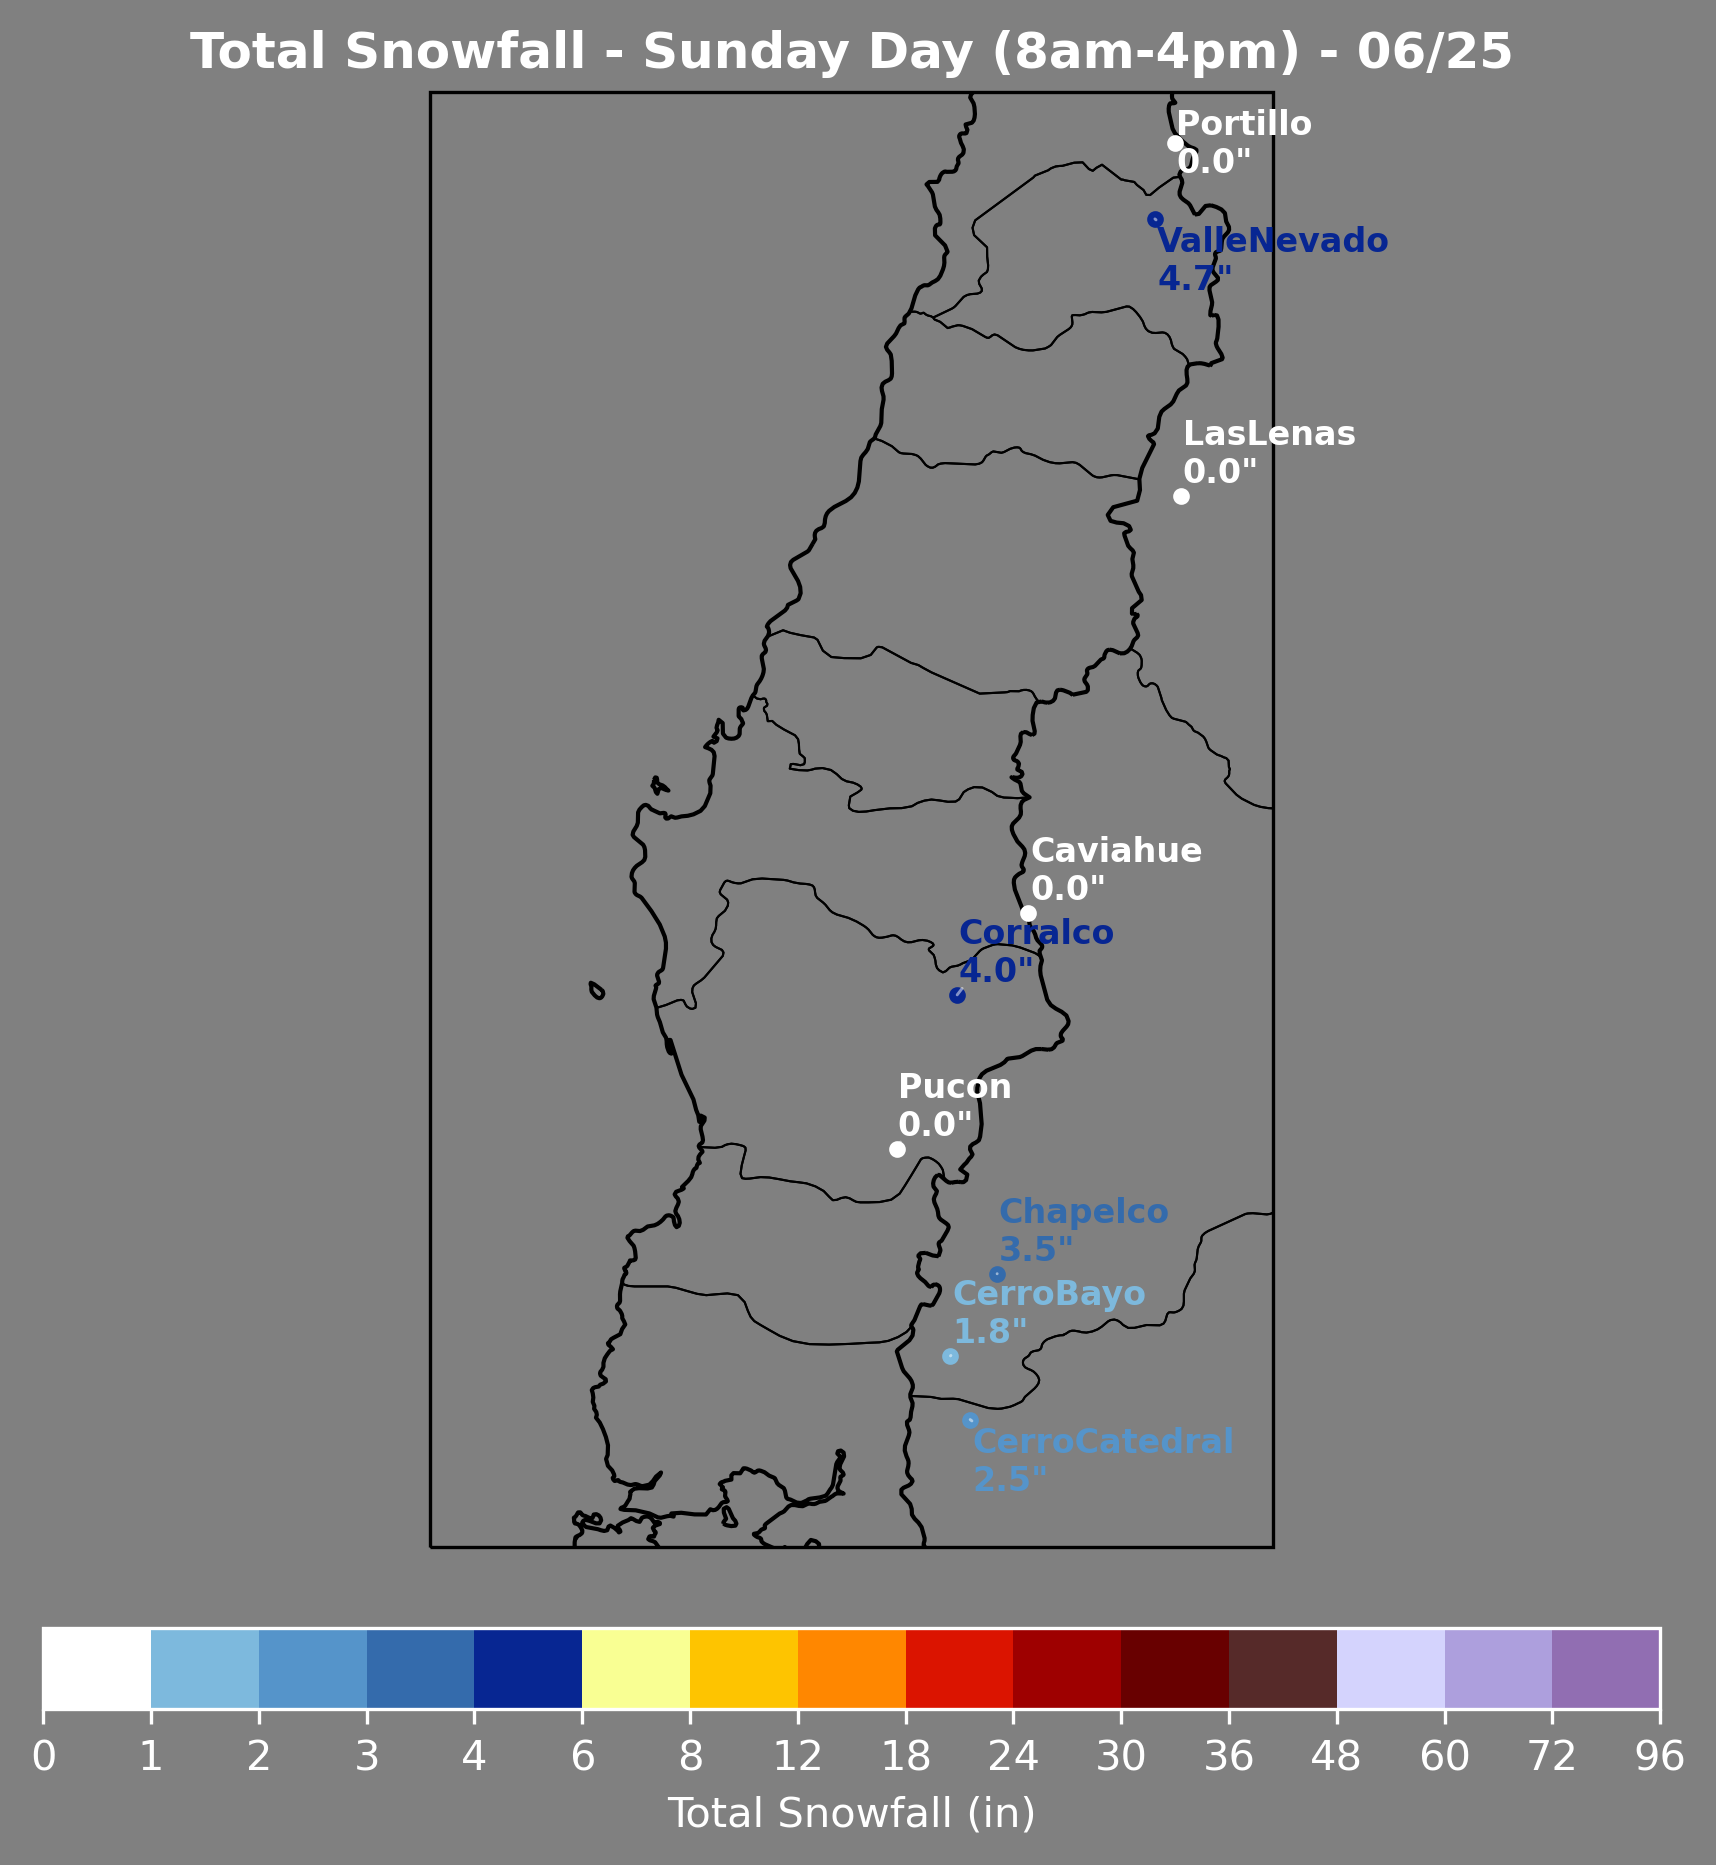 Total Snowfall - Sunday Day (8am-4pm) - 06/25
Portillo
0.0"
ValleNevado
4.7"
LasLenas
0.0"
Caviahue
0.0"
Corralco
4.0"
Pucon
0.0"
Chapelco
3.5"
CerroBayo
1.8"
CerroCatedral
2.5"
0 1 2 3 4 6 8 12 18 24 30 36 48 60 72 96
Total Snowfall (in)